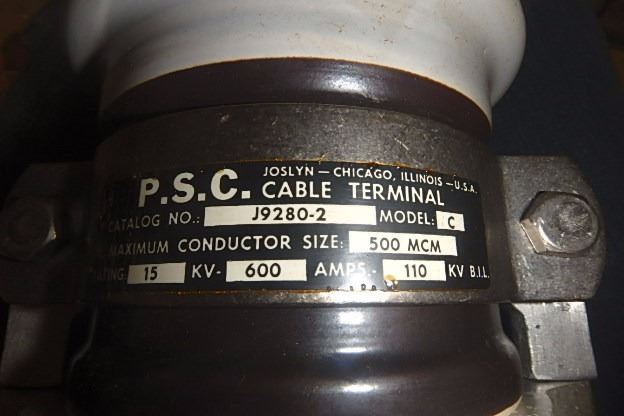 P.S.C. JOSLYN — CHICAGO, ILLINOIS — U.S.A.
CABLE TERMINAL
CATALOG NO.: J9280-2 MODEL: C
MAXIMUM CONDUCTOR SIZE: 500 MCM
RATING: 15 KV- 600 AMPS.- 110 KV B.I.L.